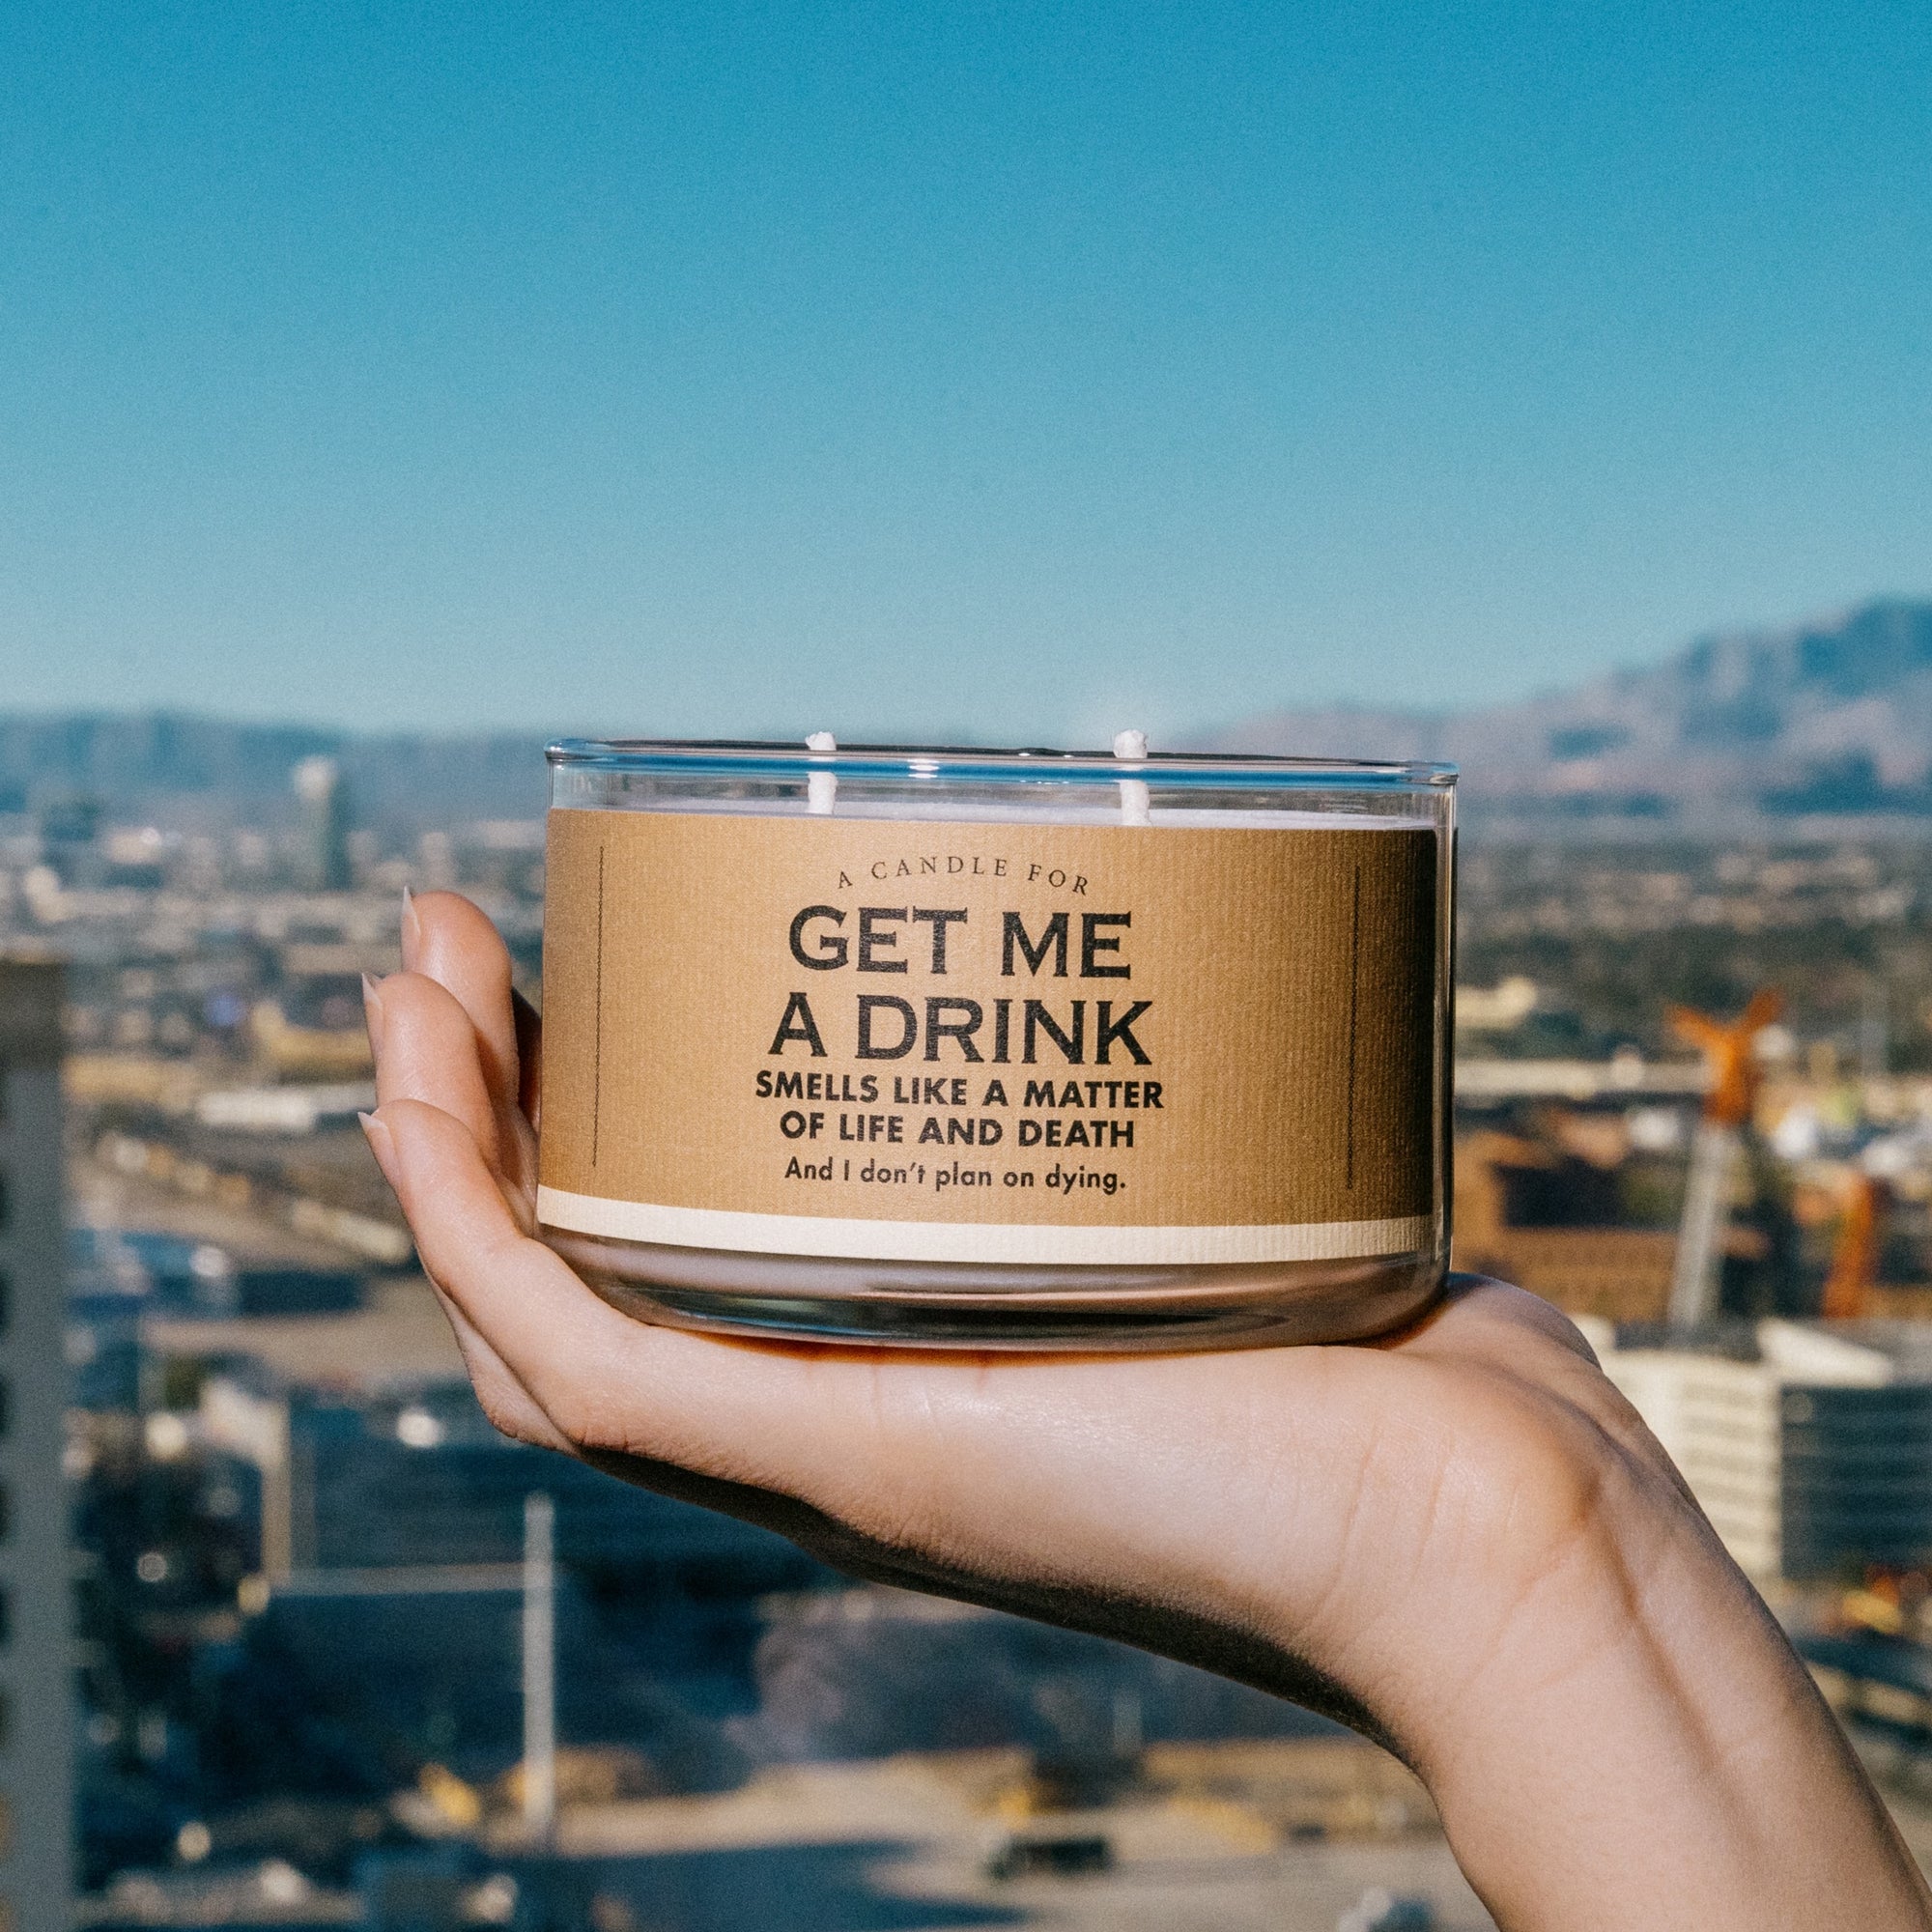 A CANDLE FOR
GET ME
A DRINK
SMELLS LIKE A MATTER
OF LIFE AND DEATH
And I don't plan on dying.